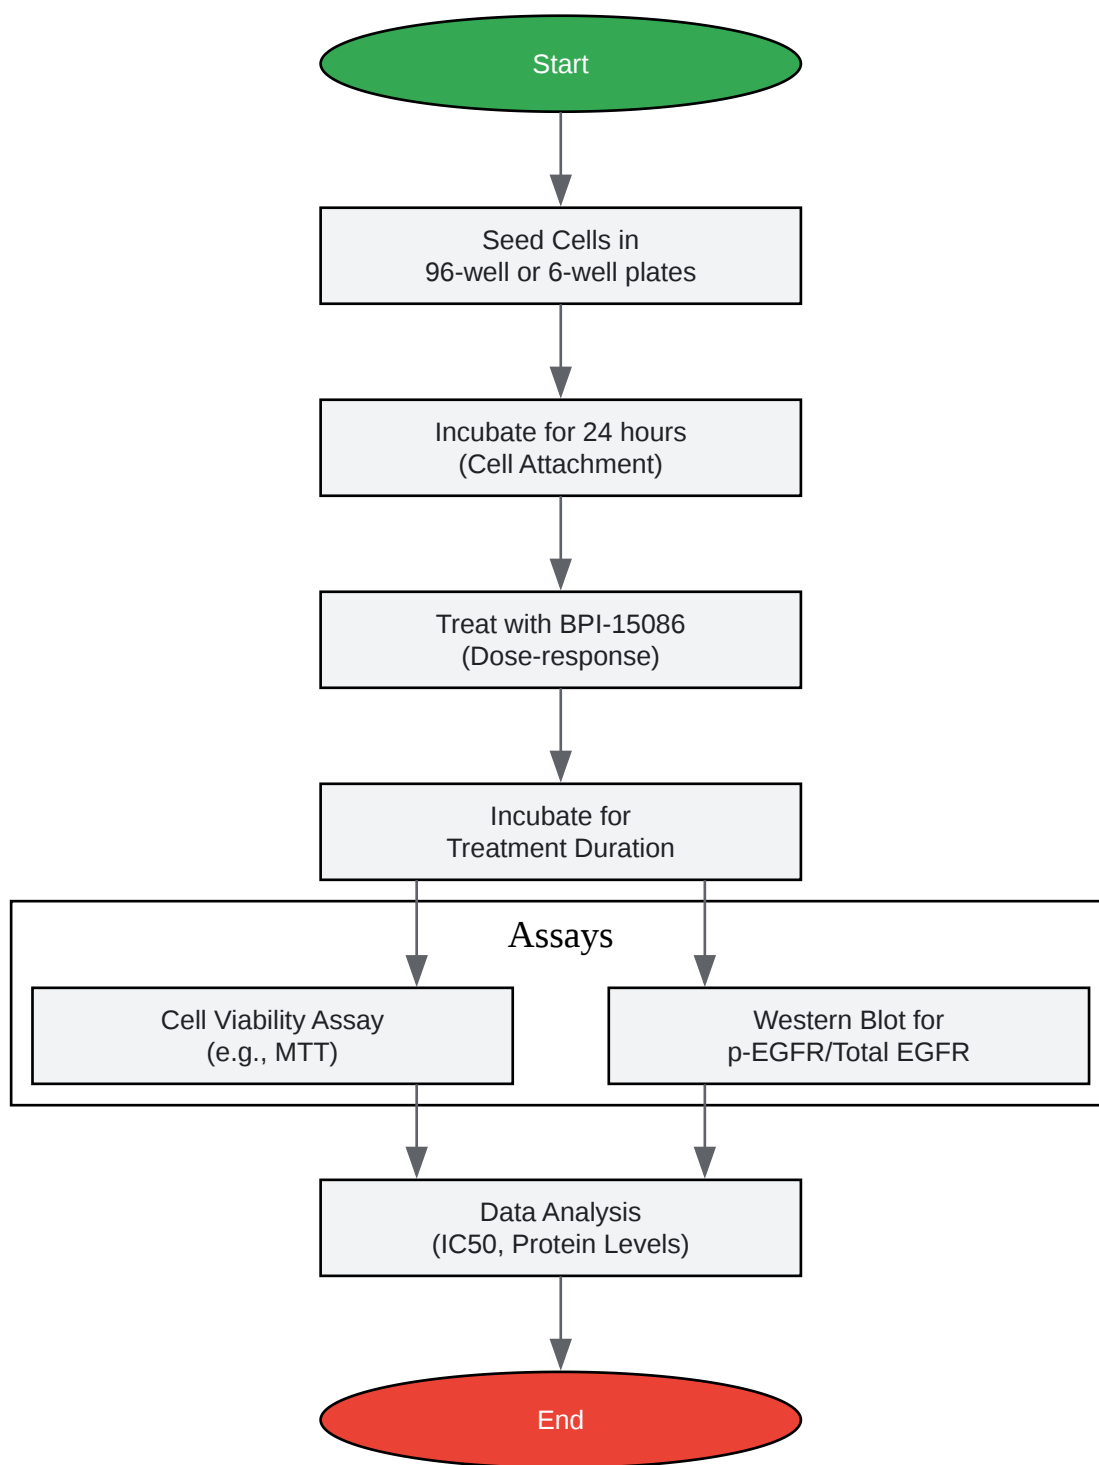 Start
Seed Cells in
96-well or 6-well plates
Incubate for 24 hours
(Cell Attachment)
Treat with BPI-15086
(Dose-response)
Incubate for
Treatment Duration
Assays
Cell Viability Assay
(e.g., MTT)
Western Blot for
p-EGFR/Total EGFR
Data Analysis
(IC50, Protein Levels)
End